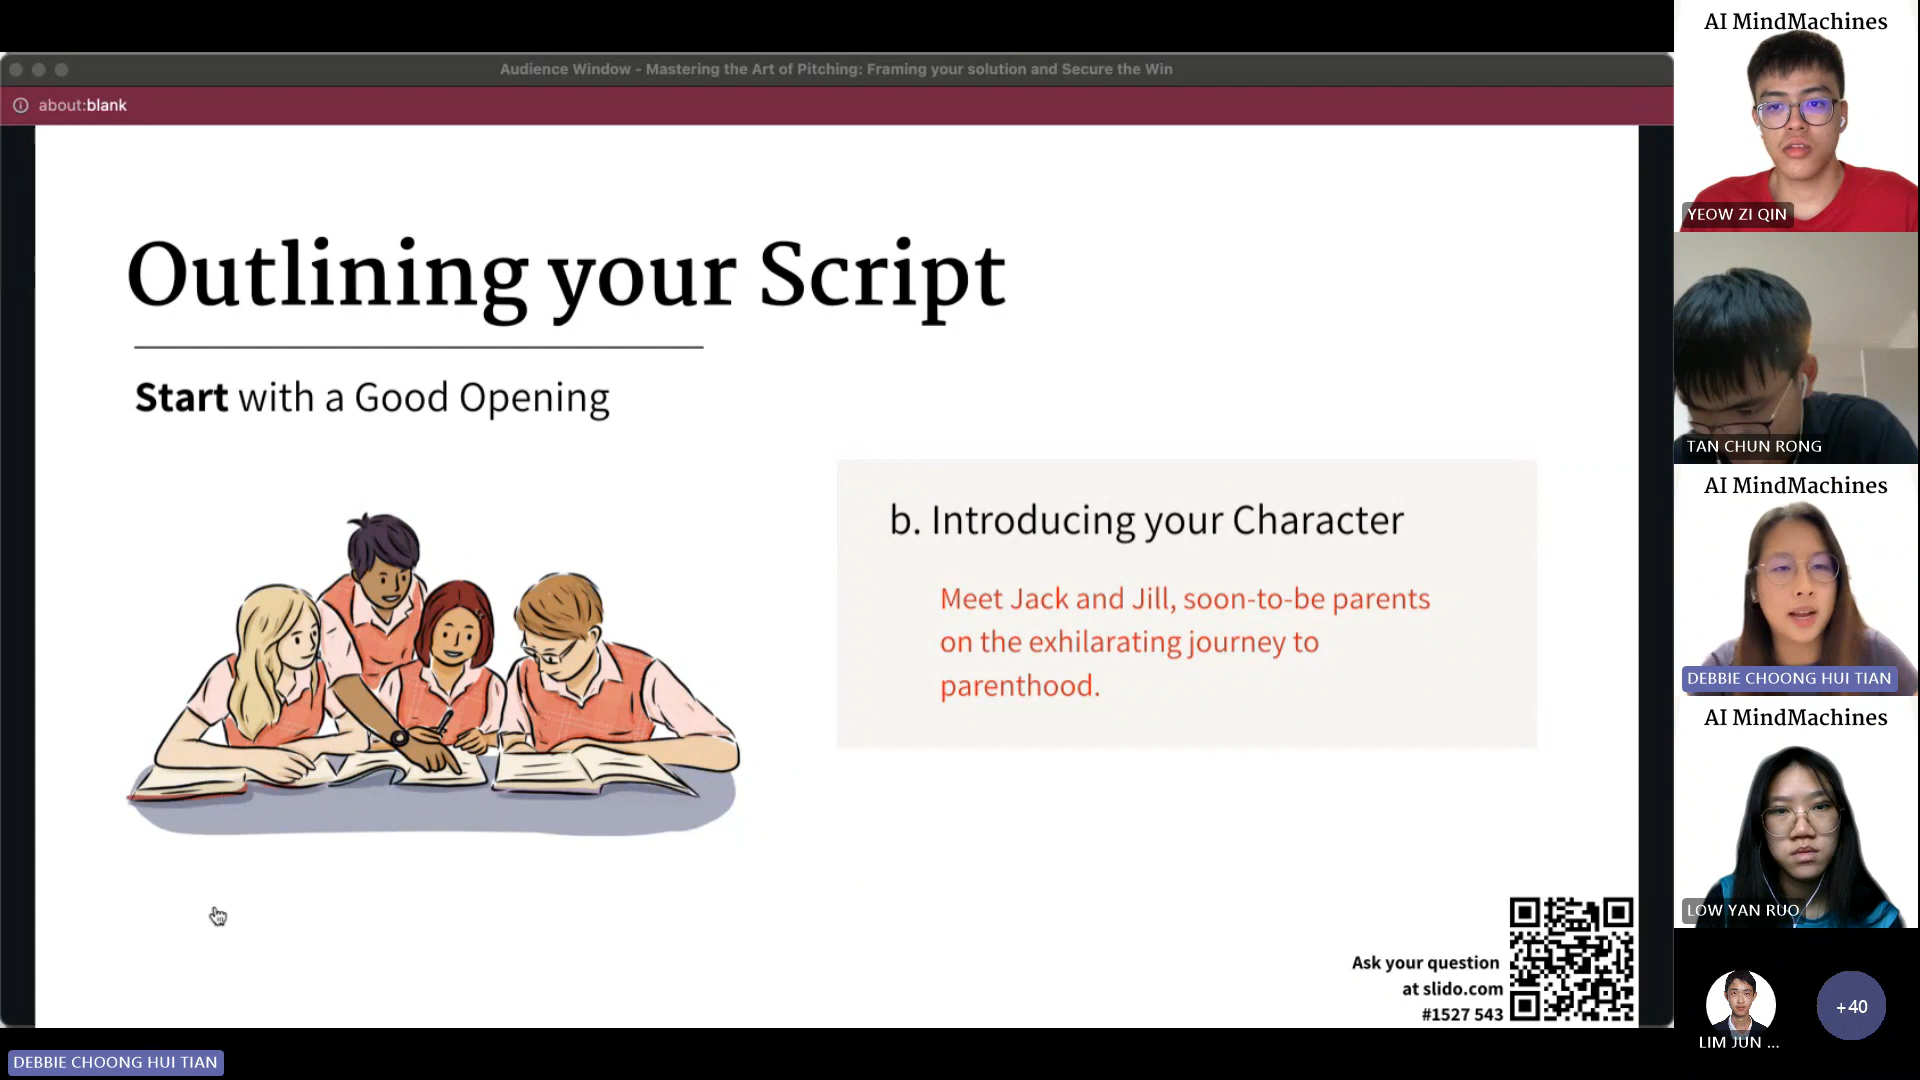 Audience Window - Mastering the Art of Pitching: Framing your solution and Secure the Win
about:blank
Outlining your Script
Start with a Good Opening
b. Introducing your Character
Meet Jack and Jill, soon-to-be parents
on the exhilarating journey to
parenthood.
Ask your question
at slido.com
#1527 543
DEBBIE CHOONG HUI TIAN
AI MindMachines
YEOW ZI QIN
TAN CHUN RONG
AI MindMachines
DEBBIE CHOONG HUI TIAN
AI MindMachines
LOW YAN RUO
LIM JUN ...
+40